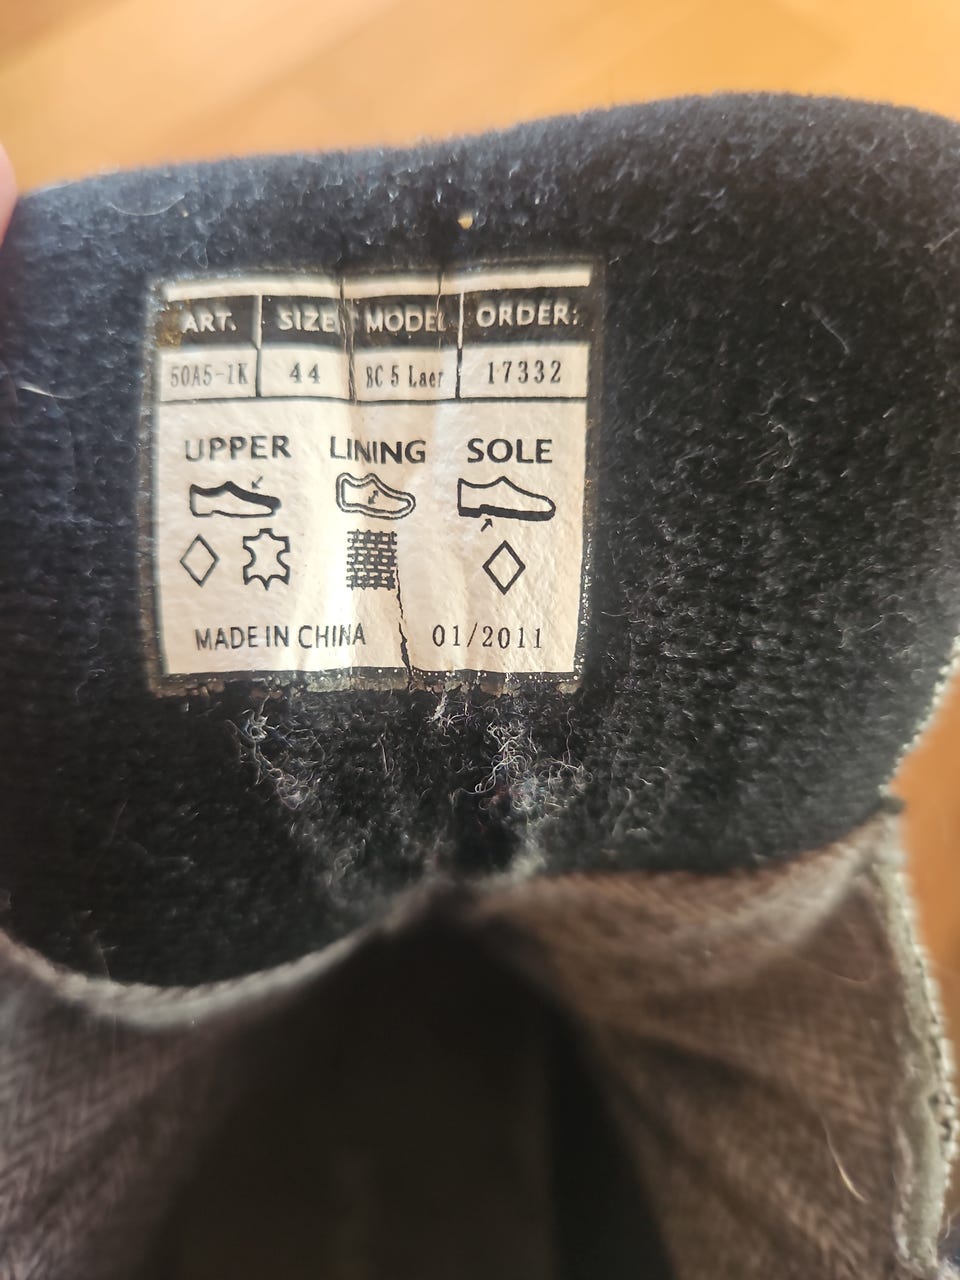 ART. SIZE MODEL ORDER:
50A5-1K 44 8C 5 Laer 17332
UPPER LINING SOLE
MADE IN CHINA 01/2011